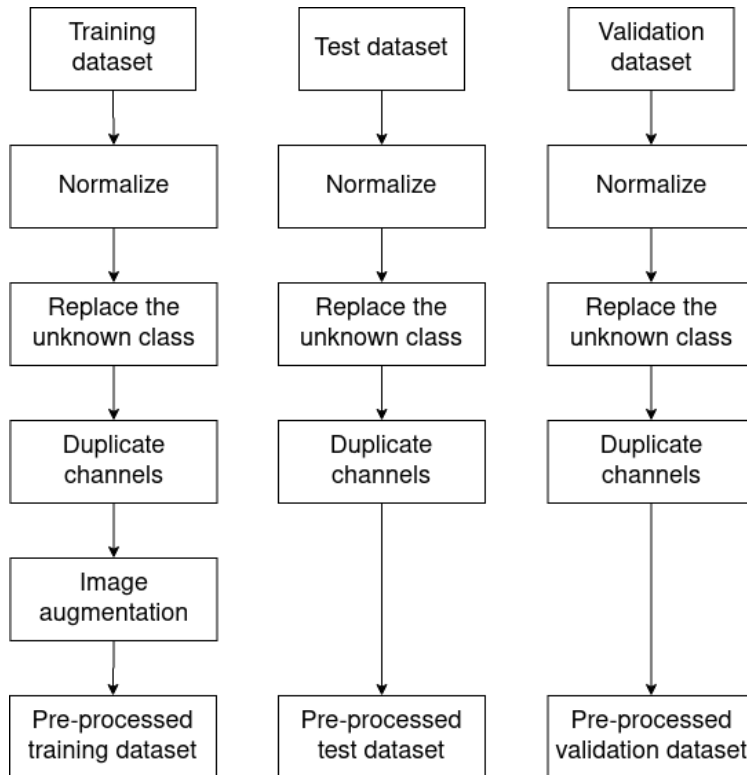 Training
dataset
Test dataset
Validation
dataset
Normalize
Normalize
Normalize
Replace the
unknown class
Replace the
unknown class
Replace the
unknown class
Duplicate
channels
Duplicate
channels
Duplicate
channels
Image
augmentation
Pre-processed
training dataset
Pre-processed
test dataset
Pre-processed
validation dataset